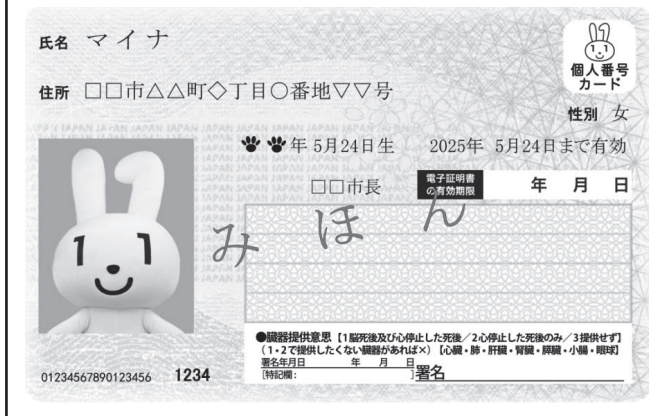 氏名 マイナ
個人番号
カード
住所 □□市△△町◇丁目○番地▽▽号
性別 女
年 5月24日生 2025年 5月24日まで有効
□□市長 電子証明書の有効期限 年 月 日
みほん
●臓器提供意思【1脳死後及び心停止した死後/2心停止した死後のみ/3提供せず】
(1・2で提供したくない臓器があれば×)【心臓・肺・肝臓・腎臓・膵臓・小腸・眼球】
署名年月日 年 月 日
[特記欄: ]署名
01234567890123456 1234